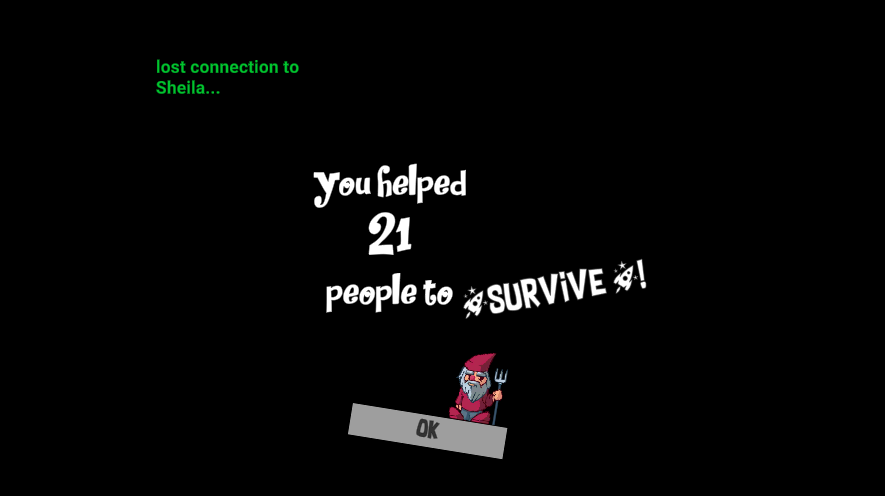 lost connection to
Sheila...
you helped
21
people to SURViVE !
OK